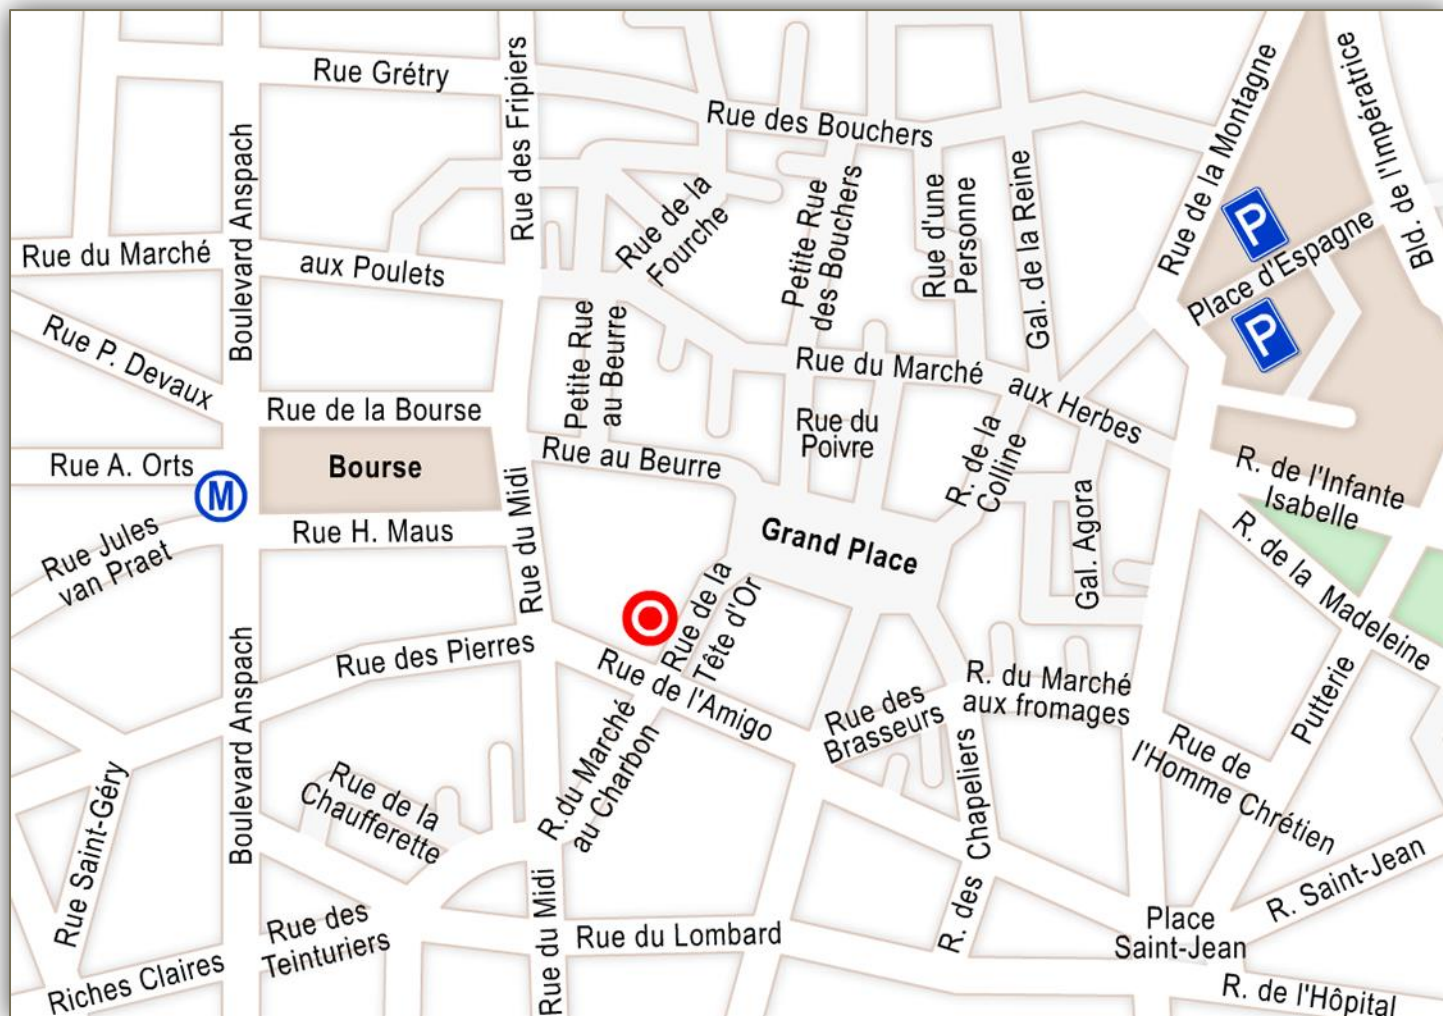 Rue Grétry
Rue des Fripiers
Rue des Bouchers
Rue de la Montagne
Bld. de l'Impératrice
Boulevard Anspach
Rue du Marché
aux Poulets
Rue de la
Fourche
Petite Rue
des Bouchers
Rue d'une
Personne
Gal. de la Reine
P
Place d'Espagne
P
Rue P. Devaux
Petite Rue
au Beurre
Rue du Marché
aux Herbes
Rue de la Bourse
Rue du
Poivre
R. de la
Colline
Rue A. Orts
Bourse
Rue au Beurre
M
Rue du Midi
R. de l'Infante
Isabelle
Rue H. Maus
Grand Place
Gal. Agora
R. de la Madeleine
Rue Jules
van Praet
Rue de la
Tête d'Or
Rue des Pierres
Rue de l'Amigo
R. du Marché
aux fromages
Rue des
Brasseurs
Putterie
Boulevard Anspach
R.du Marché
au Charbon
R. des Chapeliers
Rue de
l'Homme Chrétien
Rue de la
Chaufferette
Rue Saint-Géry
Rue du Midi
R. Saint-Jean
Rue des
Teinturiers
Rue du Lombard
Place
Saint-Jean
Riches Claires
R. de l'Hôpital